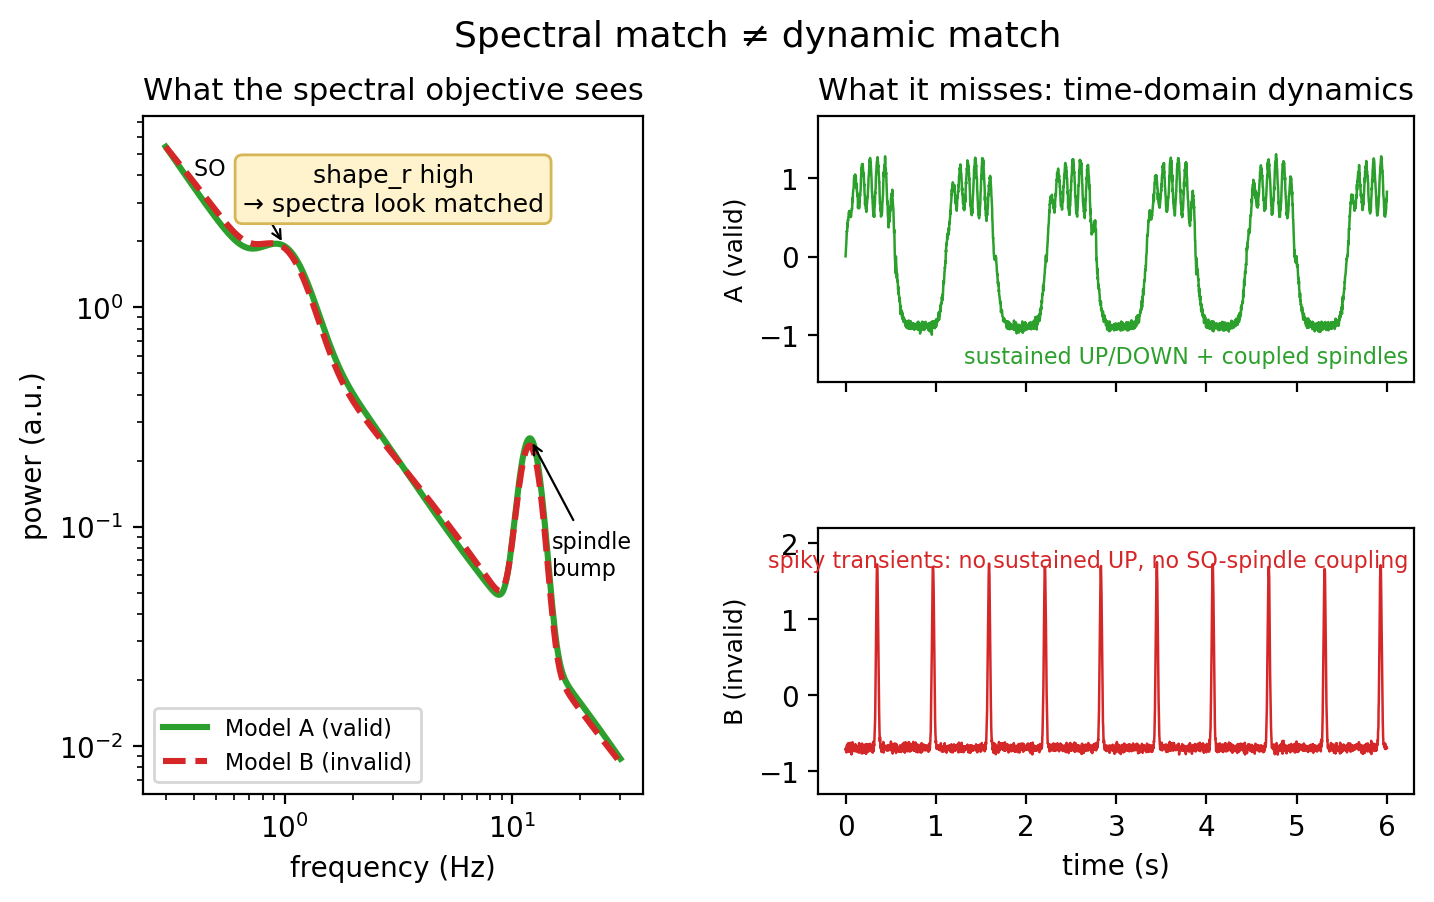 Spectral match ≠ dynamic match
What the spectral objective sees
SO
shape_r high
→ spectra look matched
spindle
bump
Model A (valid)
Model B (invalid)
power (a.u.)
10⁰
10⁻¹
10⁻²
10⁰
10¹
frequency (Hz)
What it misses: time-domain dynamics
A (valid)
1
0
−1
sustained UP/DOWN + coupled spindles
B (invalid)
2
1
0
−1
spiky transients: no sustained UP, no SO-spindle coupling
0
1
2
3
4
5
6
time (s)